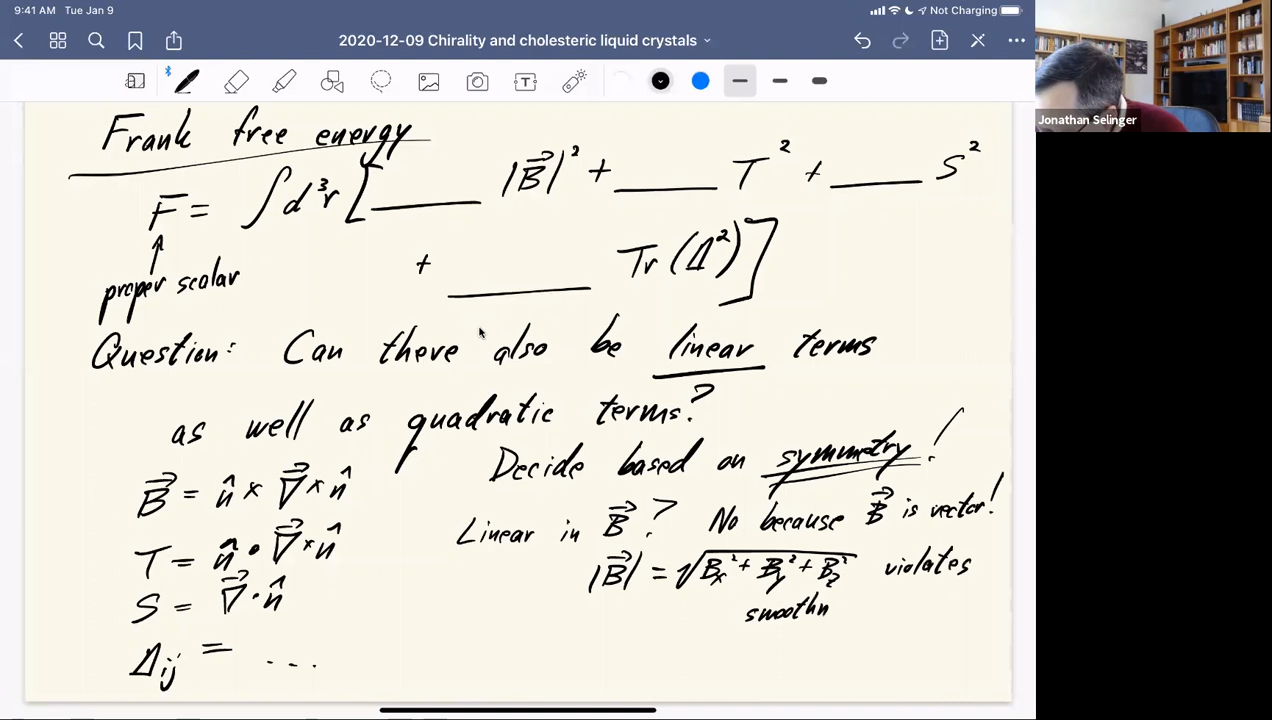 9:41 AM Tue Jan 9
Not Charging
2020-12-09 Chirality and cholesteric liquid crystals
T
Jonathan Selinger
Frank free energy
F = ∫ d³r [ ____ |B⃗|² + ____ T² + ____ S²
+ ____ Tr (Δ²) ]
↑
proper scalar
Question: Can there also be linear terms
as well as quadratic terms?
Decide based on symmetry!
B⃗ = n̂ × ∇⃗ × n̂
Linear in B⃗? No because B⃗ is vector!
T = n̂ • ∇⃗ × n̂
|B⃗| = √(Bx² + By² + Bz²) violates
S = ∇⃗ · n̂
smoothn
Δij = ....